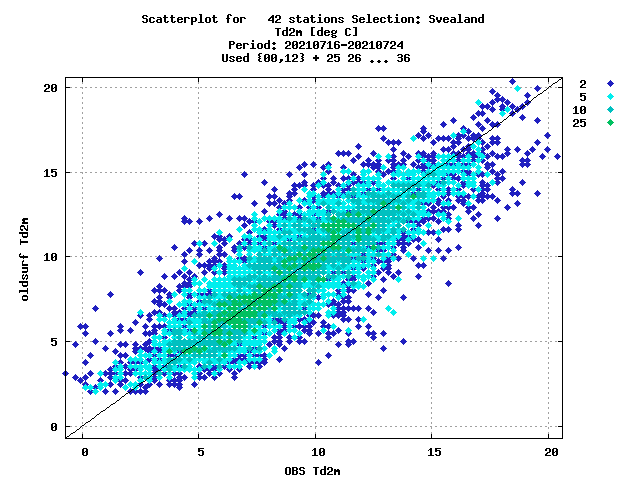 Scatterplot for   42 stations Selection: Svealand
Td2m [deg C]
Period: 20210716-20210724
Used {00,12} + 25 26 ... 36
2
5
10
25
20
15
10
5
0
oldsurf Td2m
0 5 10 15 20
OBS Td2m